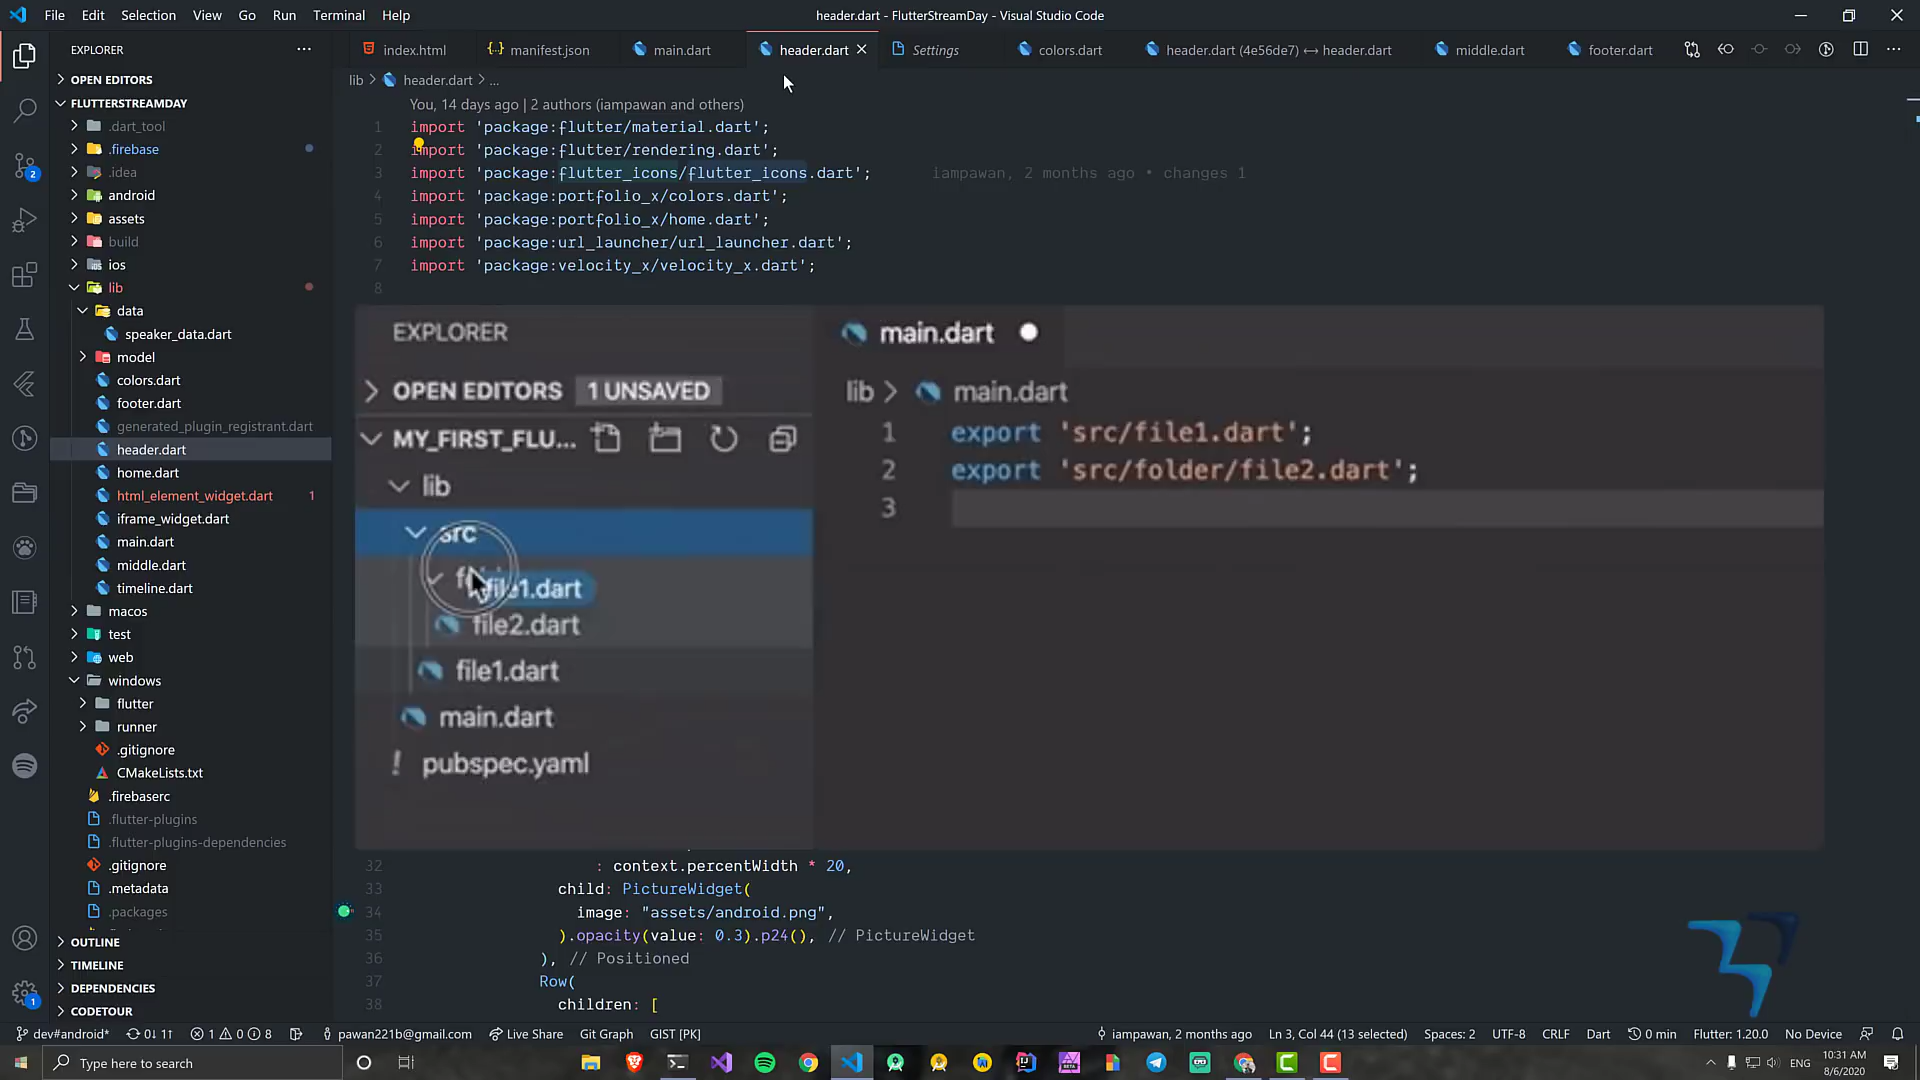 File Edit Selection View Go Run Terminal Help
header.dart - FlutterStreamDay - Visual Studio Code
EXPLORER
index.html manifest.json main.dart header.dart Settings colors.dart header.dart (4e56de7) ↔ header.dart middle.dart footer.dart
OPEN EDITORS
FLUTTERSTREAMDAY
.dart_tool
.firebase
.idea
android
assets
build
ios
lib
data
speaker_data.dart
model
colors.dart
footer.dart
generated_plugin_registrant.dart
header.dart
home.dart
html_element_widget.dart 1
iframe_widget.dart
main.dart
middle.dart
timeline.dart
macos
test
web
windows
flutter
runner
.gitignore
CMakeLists.txt
.firebaserc
.flutter-plugins
.flutter-plugins-dependencies
.gitignore
.metadata
.packages
OUTLINE
TIMELINE
DEPENDENCIES
CODETOUR
lib > header.dart > ...
You, 14 days ago | 2 authors (iampawan and others)
1 import 'package:flutter/material.dart';
2 import 'package:flutter/rendering.dart';
3 import 'package:flutter_icons/flutter_icons.dart'; iampawan, 2 months ago • changes 1
4 import 'package:portfolio_x/colors.dart';
5 import 'package:portfolio_x/home.dart';
6 import 'package:url_launcher/url_launcher.dart';
7 import 'package:velocity_x/velocity_x.dart';
8
EXPLORER
OPEN EDITORS 1 UNSAVED
MY_FIRST_FLU...
lib
src
file1.dart
file2.dart
file1.dart
main.dart
! pubspec.yaml
main.dart
lib > main.dart
1 export 'src/file1.dart';
2 export 'src/folder/file2.dart';
3
32 : context.percentWidth * 20,
33 child: PictureWidget(
34 image: "assets/android.png",
35 ).opacity(value: 0.3).p24(), // PictureWidget
36 ), // Positioned
37 Row(
38 children: [
2
1
dev#android* 0↓ 1↑ 1 0 8 pawan221b@gmail.com Live Share Git Graph GIST [PK] iampawan, 2 months ago Ln 3, Col 44 (13 selected) Spaces: 2 UTF-8 CRLF Dart 0 min Flutter: 1.20.0 No Device
Type here to search
ENG
10:31 AM
8/6/2020